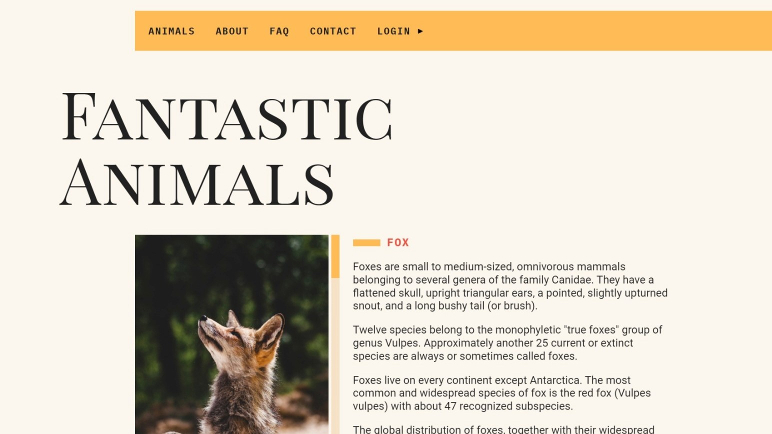 ANIMALS ABOUT FAQ CONTACT LOGIN ▶
FANTASTIC
ANIMALS
FOX
Foxes are small to medium-sized, omnivorous mammals
belonging to several genera of the family Canidae. They have a
flattened skull, upright triangular ears, a pointed, slightly upturned
snout, and a long bushy tail (or brush).
Twelve species belong to the monophyletic "true foxes" group of
genus Vulpes. Approximately another 25 current or extinct
species are always or sometimes called foxes.
Foxes live on every continent except Antarctica. The most
common and widespread species of fox is the red fox (Vulpes
vulpes) with about 47 recognized subspecies.
The global distribution of foxes, together with their widespread